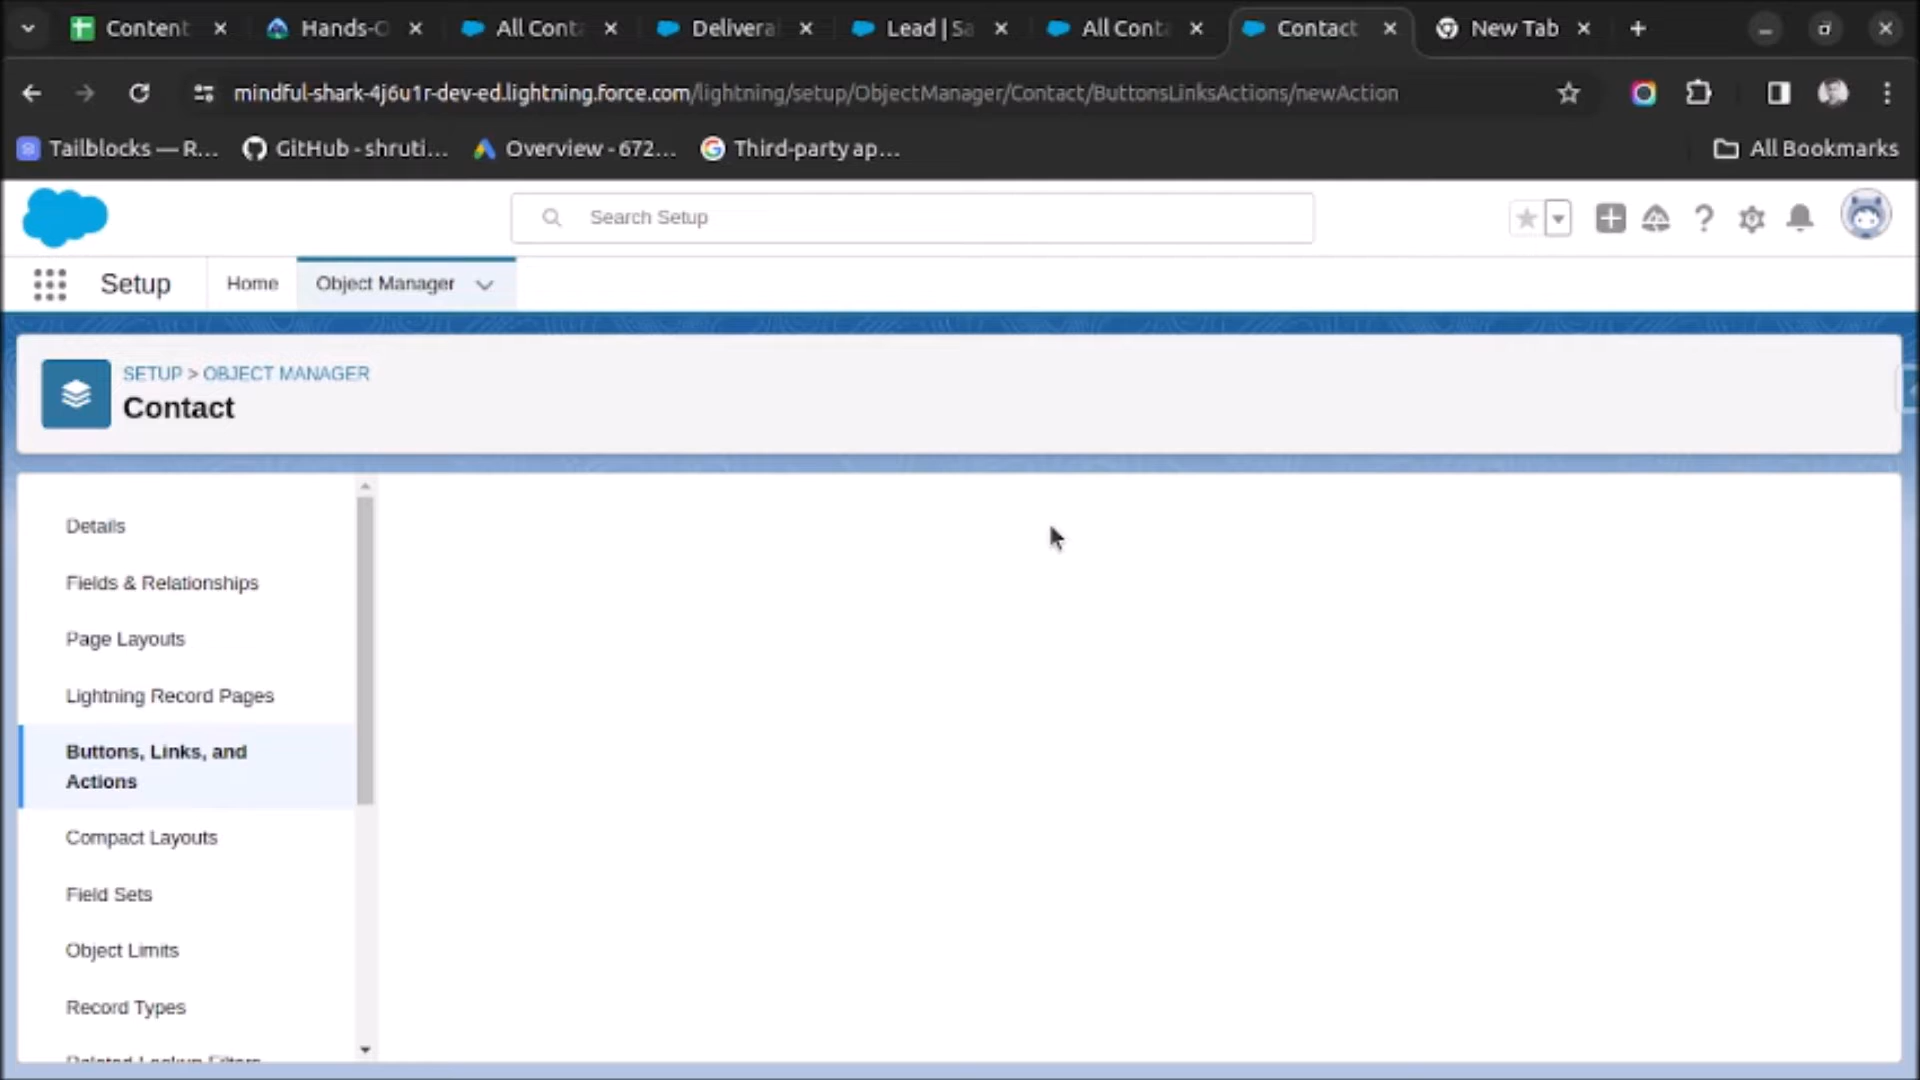 Content
Hands-O
All Conta
Delivera
Lead | Sa
All Conta
Contact
New Tab
mindful-shark-4j6u1r-dev-ed.lightning.force.com/lightning/setup/ObjectManager/Contact/ButtonsLinksActions/newAction
Tailblocks — R...
GitHub - shruti...
Overview - 672...
Third-party ap...
All Bookmarks
Search Setup
Setup
Home
Object Manager
SETUP > OBJECT MANAGER
Contact
Details
Fields & Relationships
Page Layouts
Lightning Record Pages
Buttons, Links, and
Actions
Compact Layouts
Field Sets
Object Limits
Record Types
Related Lookup Filters